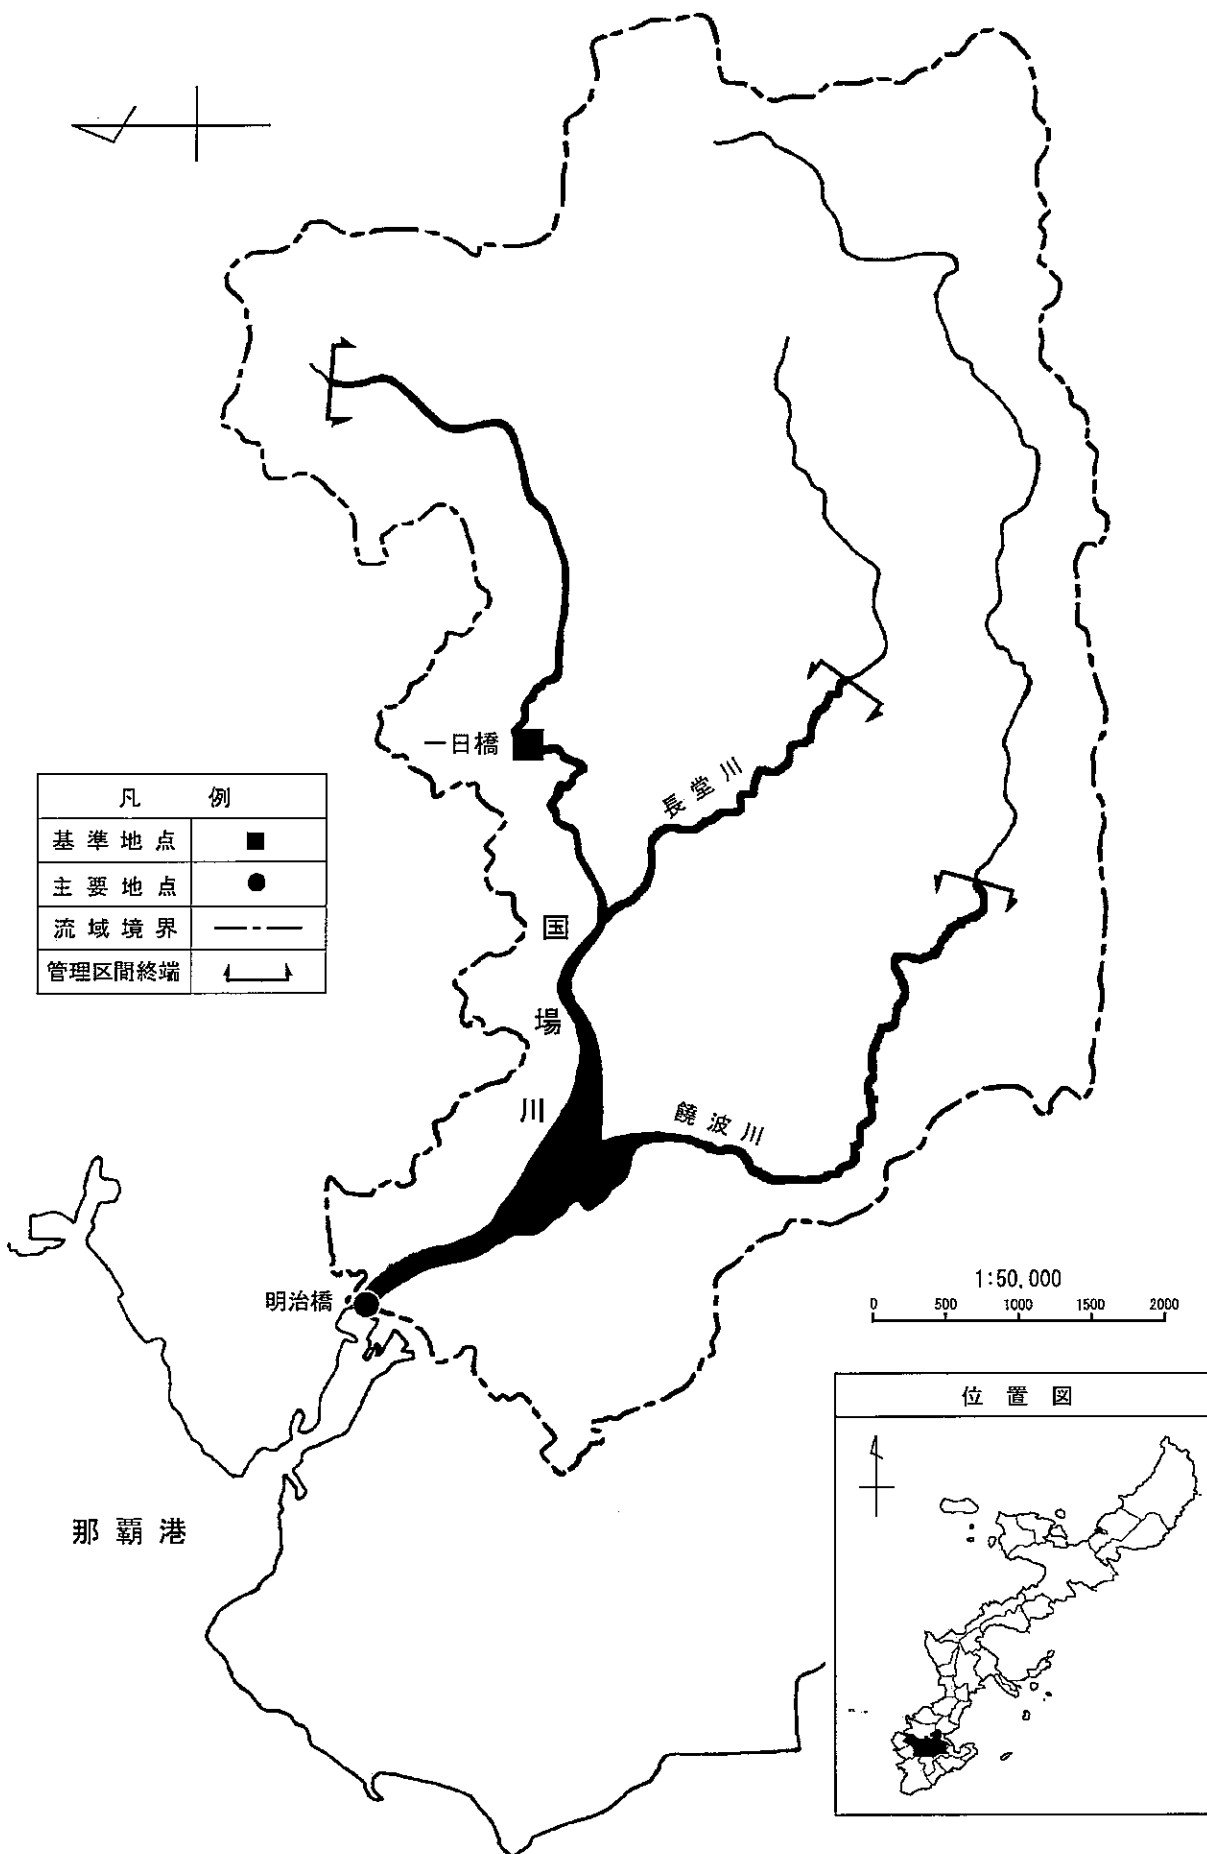 一日橋
長堂川
凡 例
基準地点
主要地点
流域境界
管理区間終端
国場川
饒波川
明治橋
1:50,000
0 500 1000 1500 2000
位置図
那覇港